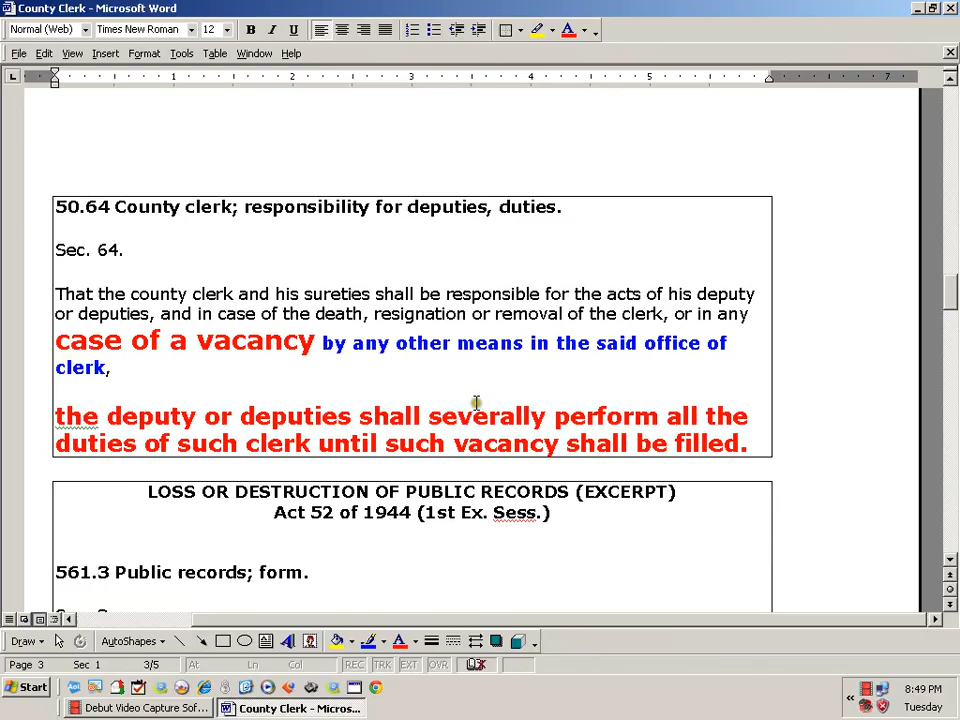 County Clerk - Microsoft Word
Normal (Web) Times New Roman 12 B I U A
File Edit View Insert Format Tools Table Window Help
1 2 3 4 5 7
50.64 County clerk; responsibility for deputies, duties.
Sec. 64.
That the county clerk and his sureties shall be responsible for the acts of his deputy
or deputies, and in case of the death, resignation or removal of the clerk, or in any
case of a vacancy by any other means in the said office of
clerk,
the deputy or deputies shall severally perform all the
duties of such clerk until such vacancy shall be filled.
LOSS OR DESTRUCTION OF PUBLIC RECORDS (EXCERPT)
Act 52 of 1944 (1st Ex. Sess.)
561.3 Public records; form.
Draw AutoShapes A
Page 3 Sec 1 3/5 At Ln Col REC TRK EXT OVR
Start 8:49 PM
Debut Video Capture Sof... County Clerk - Micros... Tuesday